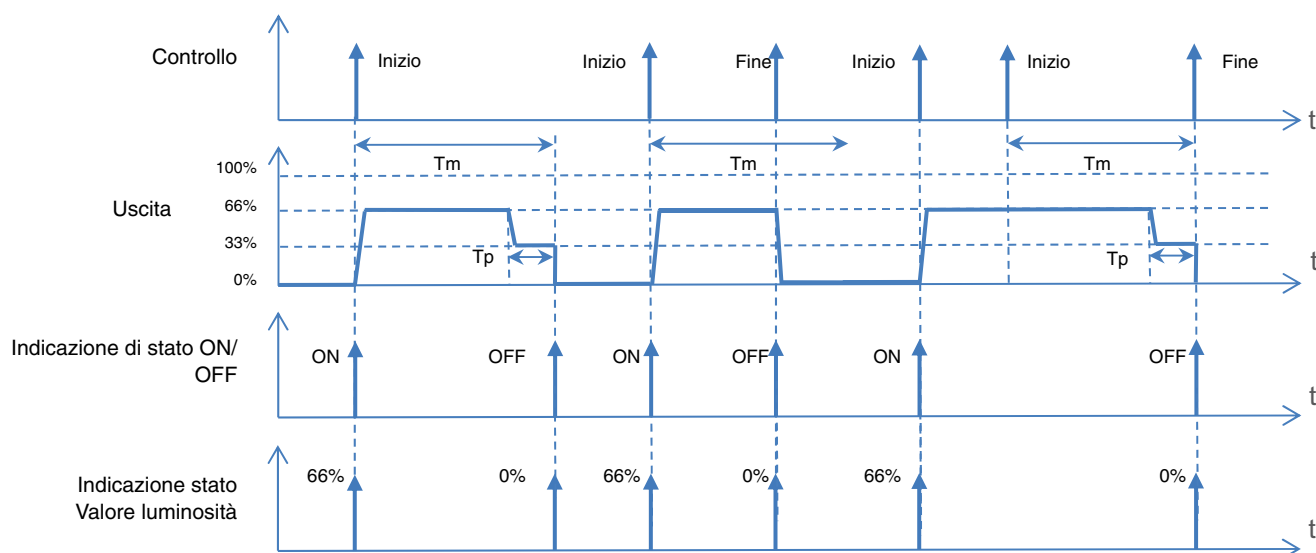 Controllo
Inizio
Inizio
Fine
Inizio
Inizio
Fine
t
Tm
Tm
Tm
100%
Uscita
66%
33%
0%
Tp
Tp
t
Indicazione di stato ON/
OFF
ON
OFF
ON
OFF
ON
OFF
t
Indicazione stato
Valore luminosità
66%
0%
66%
0%
66%
0%
t